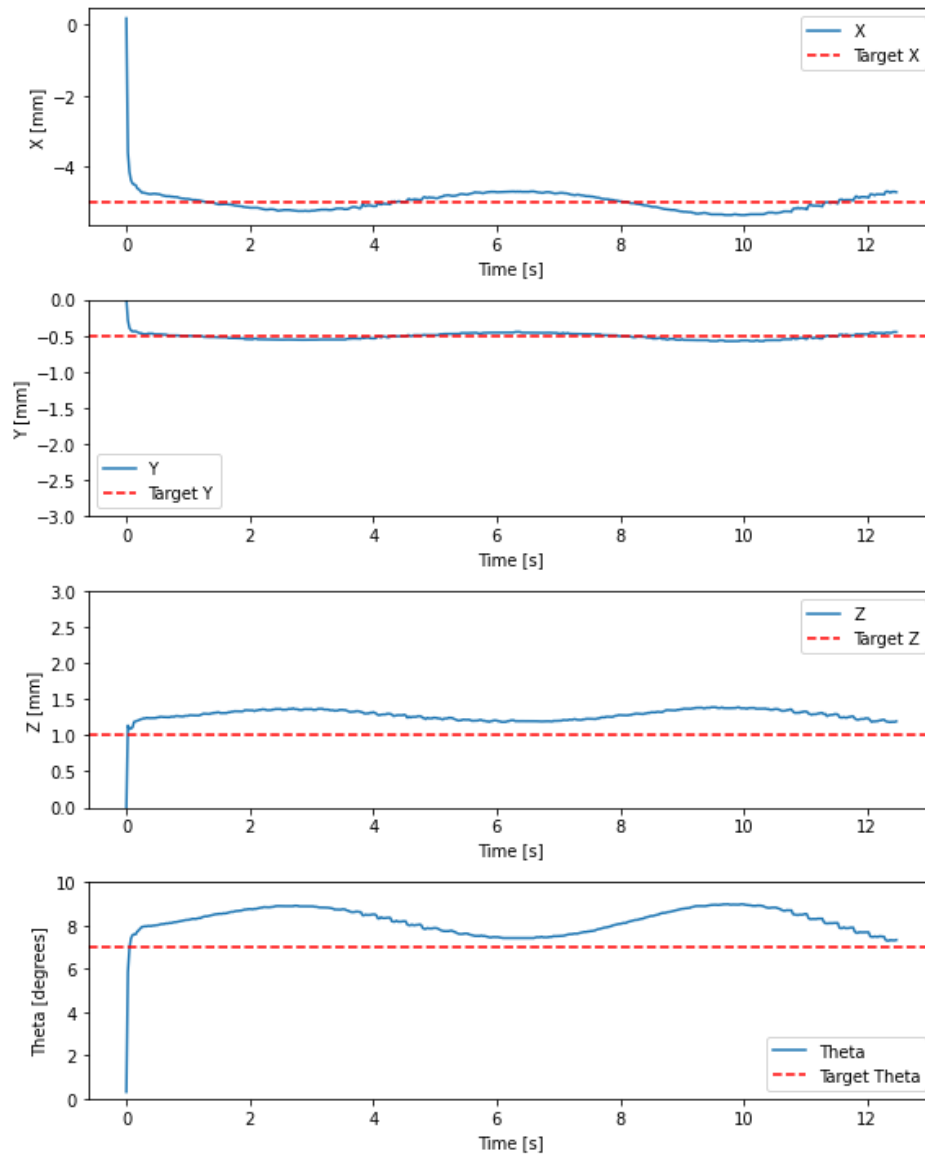 X [mm]
0
−2
−4
X
Target X
0 2 4 6 8 10 12
Time [s]
Y [mm]
0.0
−0.5
−1.0
−1.5
−2.0
−2.5
−3.0
Y
Target Y
0 2 4 6 8 10 12
Time [s]
Z [mm]
3.0
2.5
2.0
1.5
1.0
0.5
0.0
Z
Target Z
0 2 4 6 8 10 12
Time [s]
Theta [degrees]
10
8
6
4
2
0
Theta
Target Theta
0 2 4 6 8 10 12
Time [s]